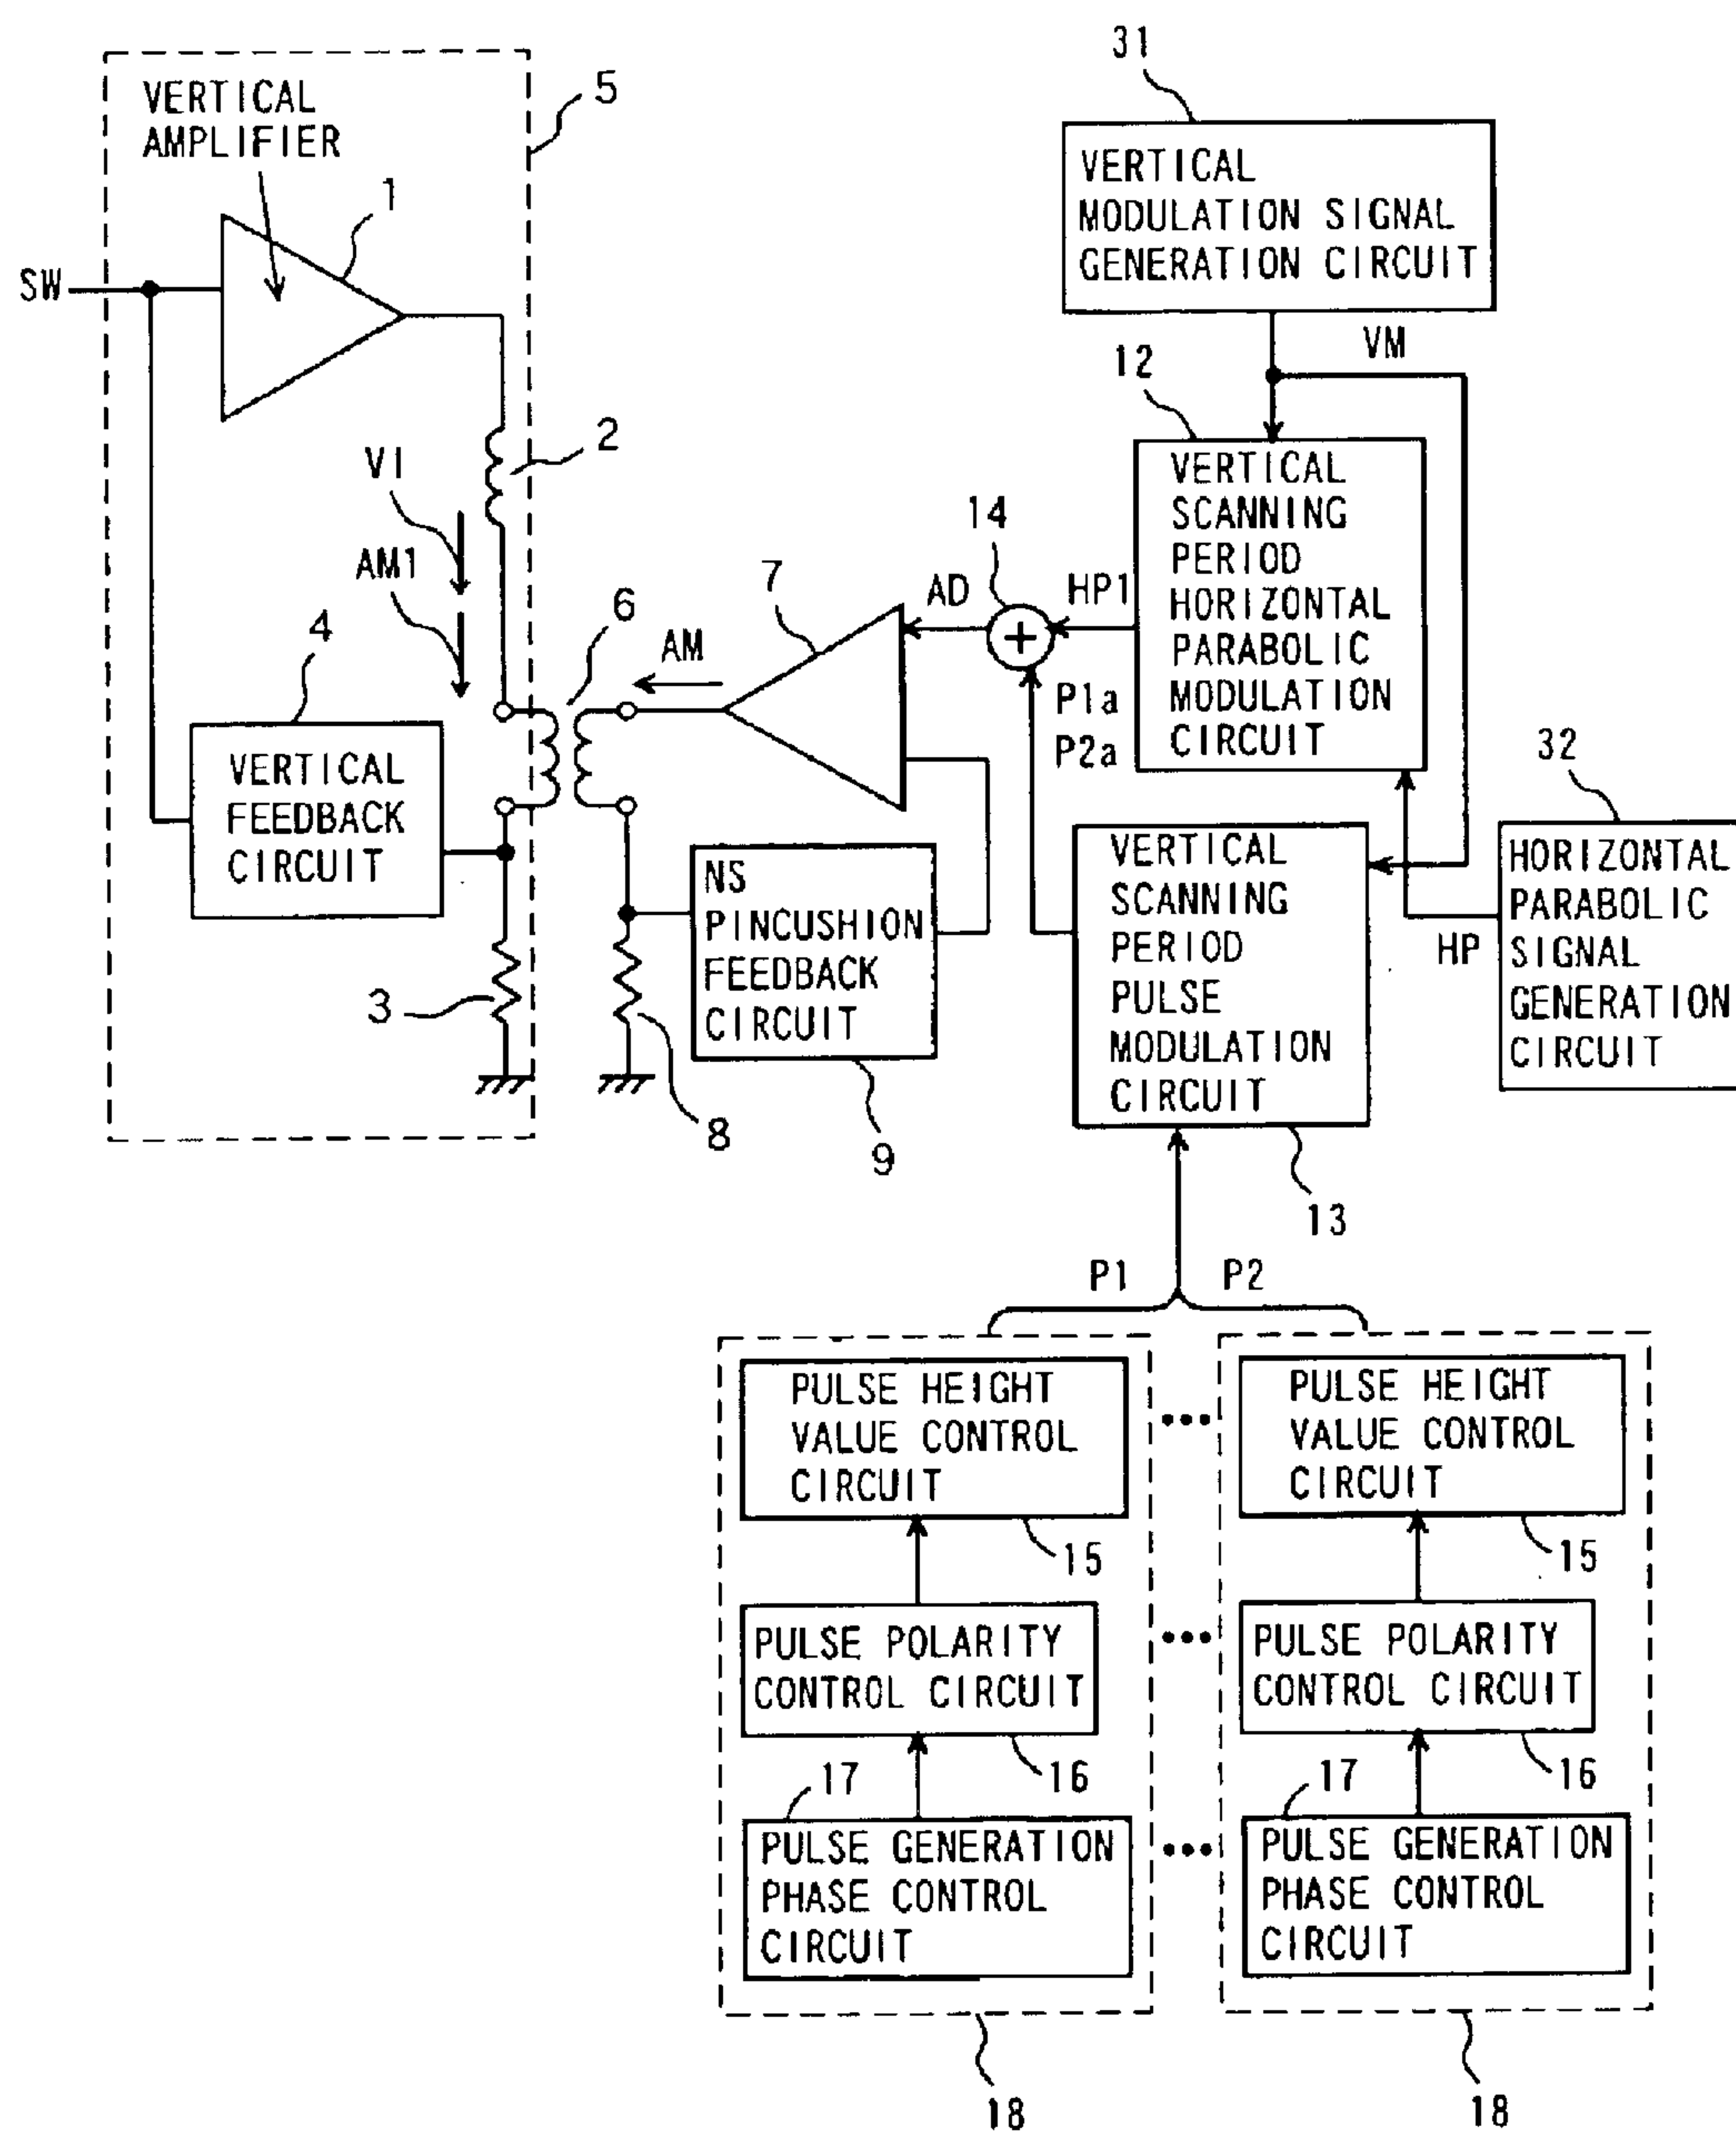 31
VERTICAL
AMPLIFIER
5
VERTICAL
MODULATION SIGNAL
GENERATION CIRCUIT
1
SW
VM
12
2
VI
AM1
14
VERTICAL
SCANNING
PERIOD
HORIZONTAL
PARABOLIC
MODULATION
CIRCUIT
7
AD
HP1
4
6
AM
P1a
P2a
32
VERTICAL
FEEDBACK
CIRCUIT
NS
PINCUSHION
FEEDBACK
CIRCUIT
VERTICAL
SCANNING
PERIOD
PULSE
MODULATION
CIRCUIT
HP
HORIZONTAL
PARABOLIC
SIGNAL
GENERATION
CIRCUIT
3
8
9
13
P1
P2
PULSE HEIGHT
VALUE CONTROL
CIRCUIT
15
PULSE POLARITY
CONTROL CIRCUIT
16
17
PULSE GENERATION
PHASE CONTROL
CIRCUIT
18
PULSE HEIGHT
VALUE CONTROL
CIRCUIT
15
PULSE POLARITY
CONTROL CIRCUIT
16
17
PULSE GENERATION
PHASE CONTROL
CIRCUIT
18